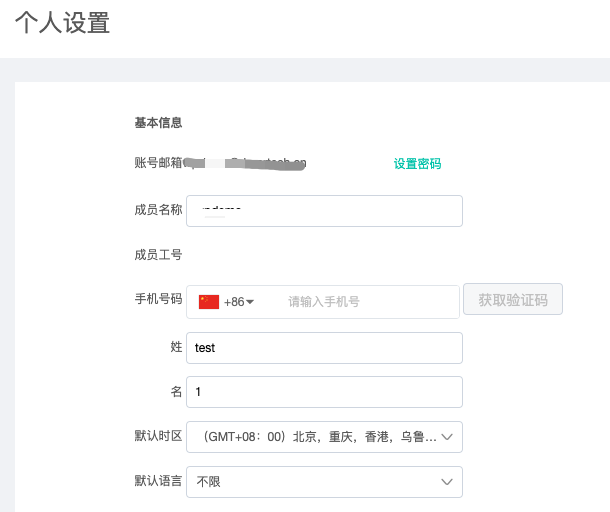 个人设置
基本信息
账号邮箱 设置密码
成员名称
成员工号
手机号码 +86 请输入手机号 获取验证码
姓 test
名 1
默认时区 （GMT+08：00）北京，重庆，香港，乌鲁...
默认语言 不限